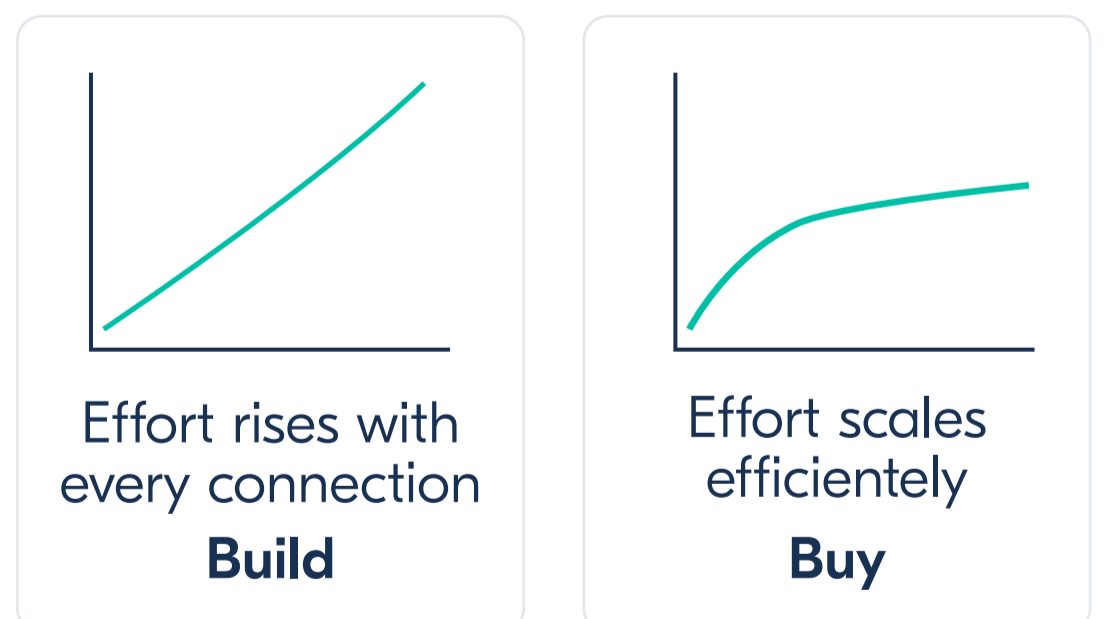 Effort rises with
every connection
Build
Effort scales
efficientely
Buy